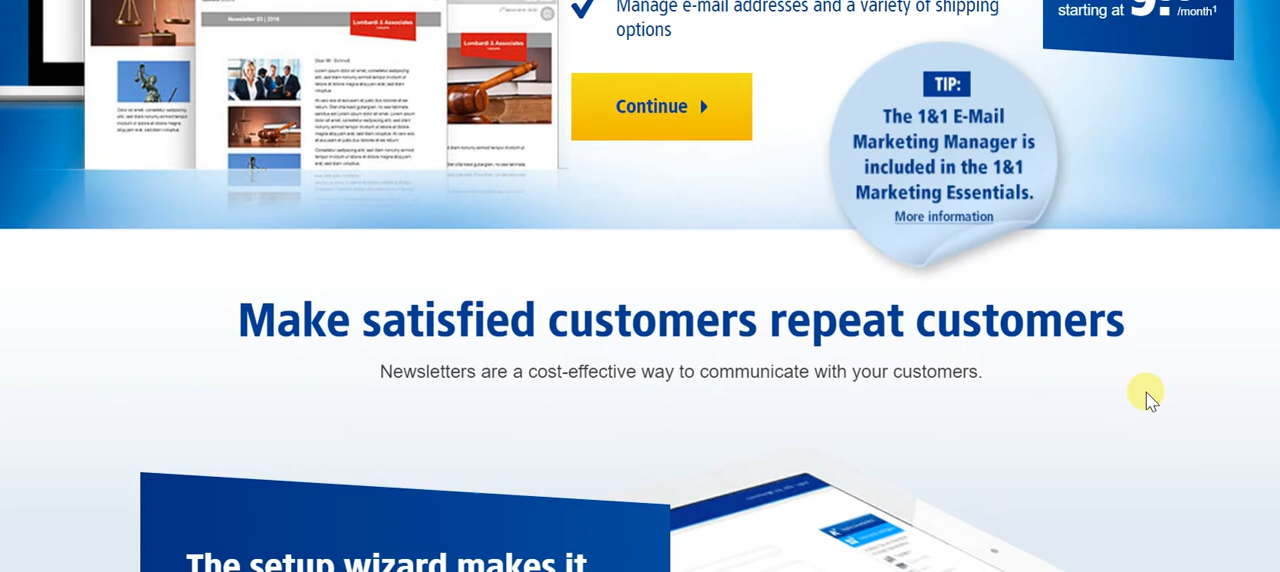 Manage e-mail addresses and a variety of shipping
options
starting at
/month¹
Newsletter 03 | 2016
Lombardi & Associates
Lombardi & Associates
Dear Mr. Schmidt
Continue
TIP:
The 1&1 E-Mail
Marketing Manager is
included in the 1&1
Marketing Essentials.
More information
Make satisfied customers repeat customers
Newsletters are a cost-effective way to communicate with your customers.
The setup wizard makes it